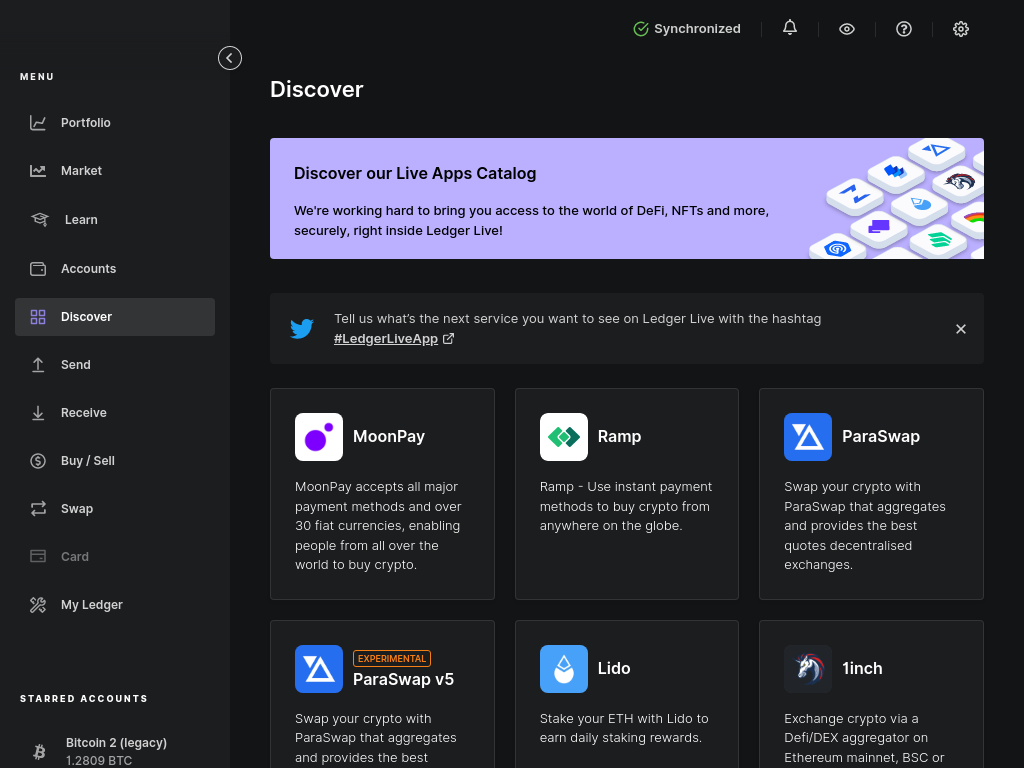 Synchronized
MENU
Portfolio
Market
Learn
Accounts
Discover
Send
Receive
Buy / Sell
Swap
Card
My Ledger
STARRED ACCOUNTS
Bitcoin 2 (legacy)
1.2809 BTC
Discover
Discover our Live Apps Catalog
We're working hard to bring you access to the world of DeFi, NFTs and more,
securely, right inside Ledger Live!
Tell us what's the next service you want to see on Ledger Live with the hashtag
#LedgerLiveApp
MoonPay
MoonPay accepts all major
payment methods and over
30 fiat currencies, enabling
people from all over the
world to buy crypto.
Ramp
Ramp - Use instant payment
methods to buy crypto from
anywhere on the globe.
ParaSwap
Swap your crypto with
ParaSwap that aggregates
and provides the best
quotes decentralised
exchanges.
EXPERIMENTAL
ParaSwap v5
Swap your crypto with
ParaSwap that aggregates
and provides the best
Lido
Stake your ETH with Lido to
earn daily staking rewards.
1inch
Exchange crypto via a
Defi/DEX aggregator on
Ethereum mainnet, BSC or